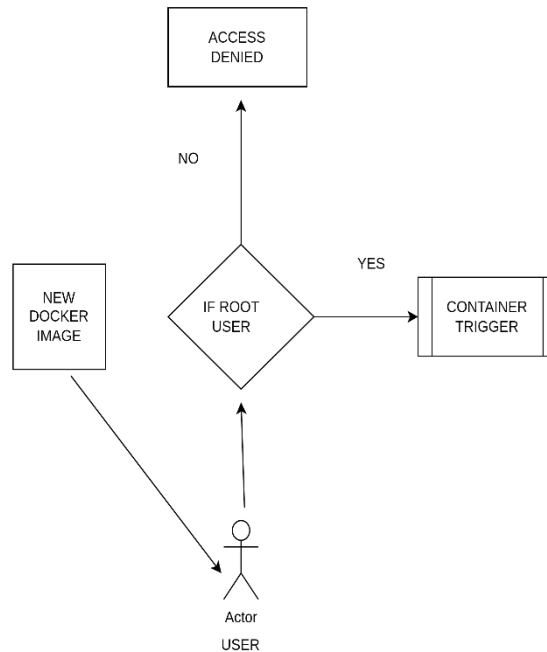 ACCESS
DENIED
NO
YES
NEW
DOCKER
IMAGE
IF ROOT
USER
CONTAINER
TRIGGER
Actor
USER